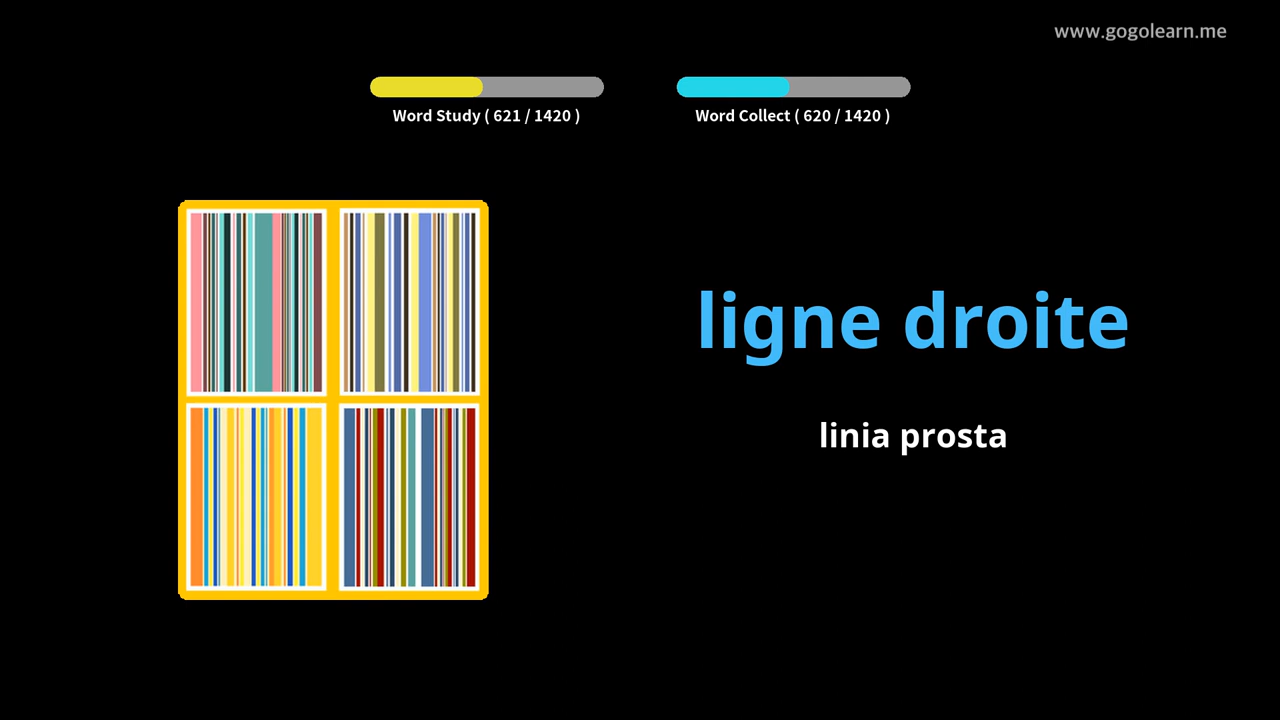 www.gogolearn.me
Word Study ( 621 / 1420 )
Word Collect ( 620 / 1420 )
ligne droite
linia prosta